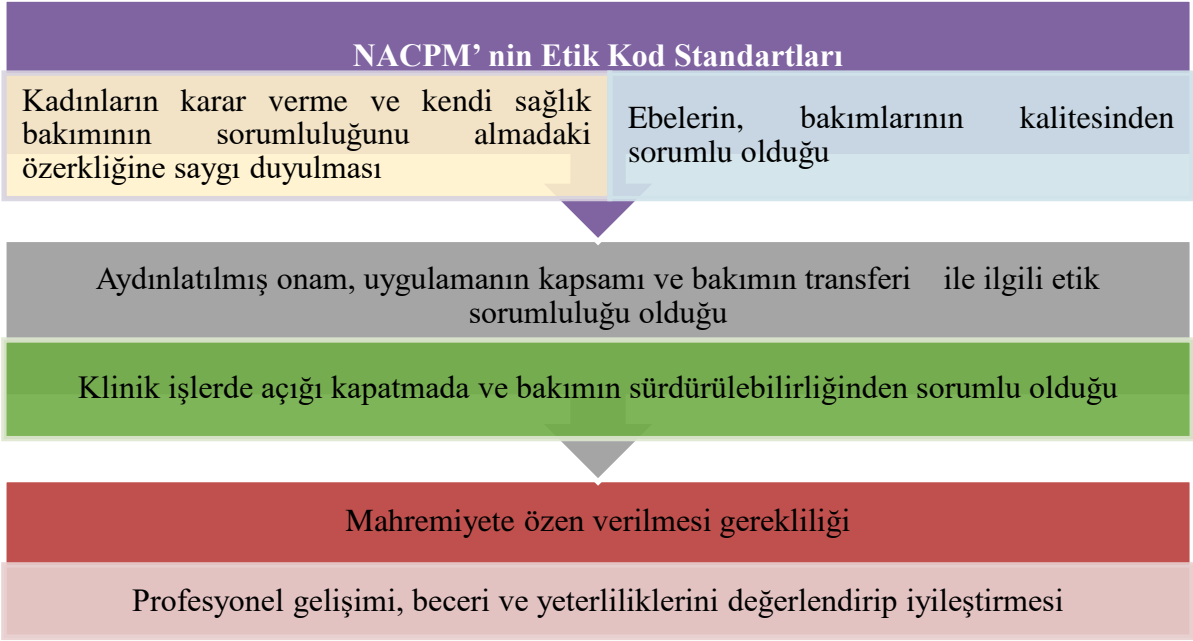 NACPM’ nin Etik Kod Standartları
Kadınların karar verme ve kendi sağlık
bakımının sorumluluğunu almadaki
özerkliğine saygı duyulması
Ebelerin, bakımlarının kalitesinden
sorumlu olduğu
Aydınlatılmış onam, uygulamanın kapsamı ve bakımın transferi ile ilgili etik
sorumluluğu olduğu
Klinik işlerde açığı kapatmada ve bakımın sürdürülebilirliğinden sorumlu olduğu
Mahremiyete özen verilmesi gerekliliği
Profesyonel gelişimi, beceri ve yeterliliklerini değerlendirip iyileştirmesi